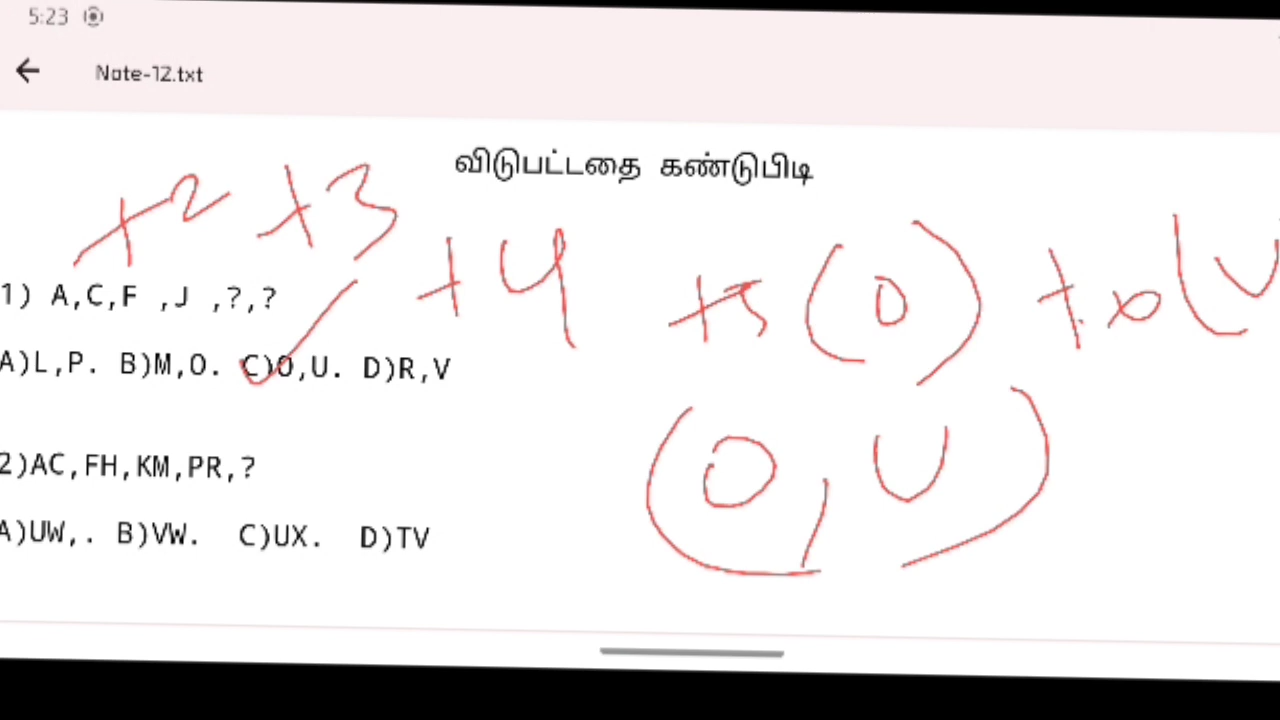 5:23
Note-12.txt
விடுபட்டதை கண்டுபிடி
+2 +3 +4 +5 (O)
1) A,C,F ,J ,?,?
A)L,P. B)M,O. C)O,U. D)R,V
(O, U)
2)AC,FH,KM,PR,?
A)UW,. B)VW. C)UX. D)TV